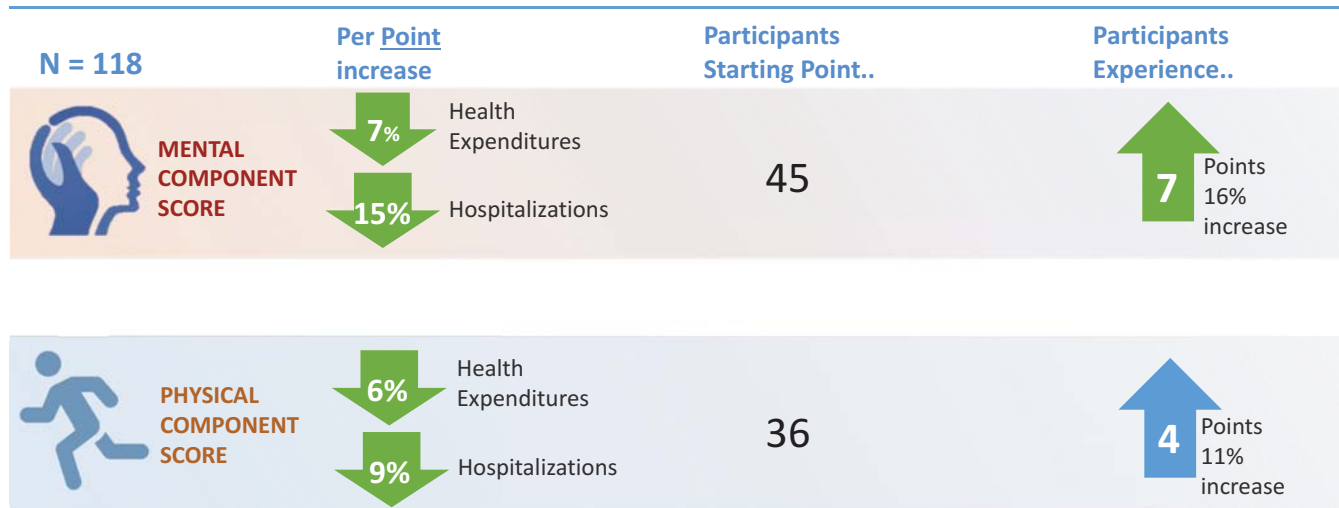 N = 118
Per Point
increase
Participants
Starting Point..
Participants
Experience..
MENTAL
COMPONENT
SCORE
7%
Health
Expenditures
15%
Hospitalizations
45
7
Points
16%
increase
PHYSICAL
COMPONENT
SCORE
6%
Health
Expenditures
9%
Hospitalizations
36
4
Points
11%
increase